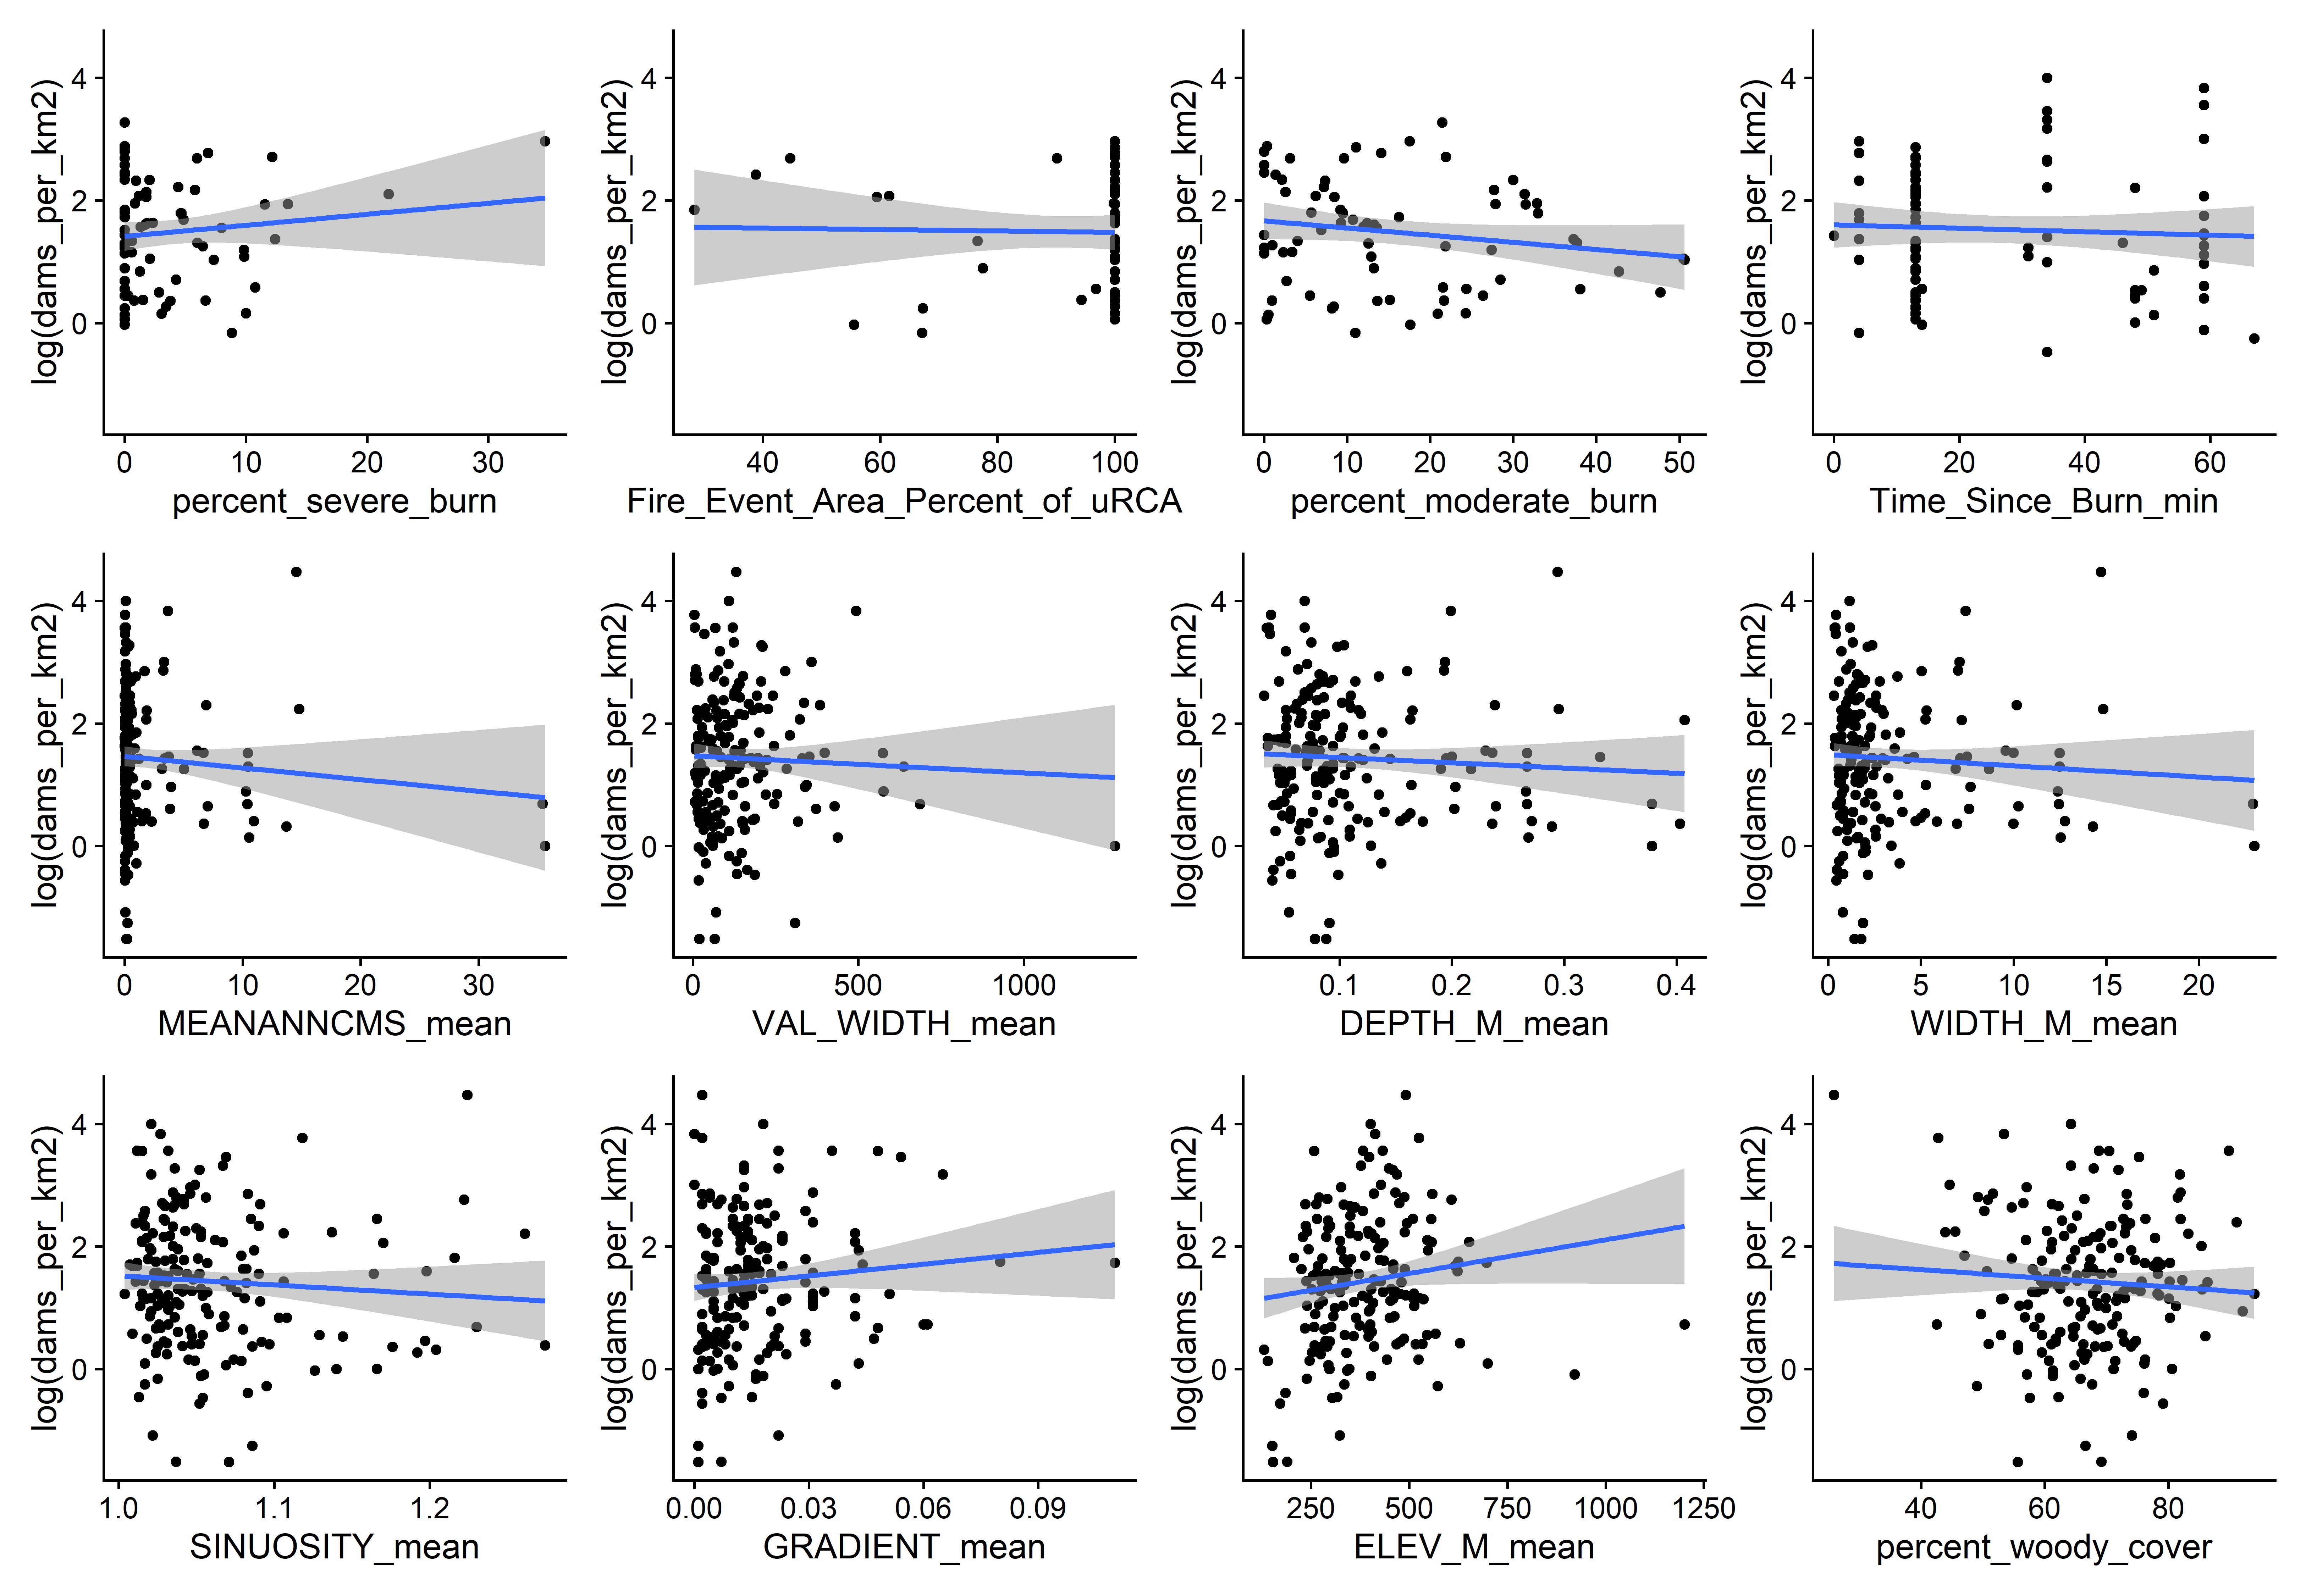 log(dams_per_km2)
4
2
0
0 10 20 30
percent_severe_burn
log(dams_per_km2)
4
2
0
40 60 80 100
Fire_Event_Area_Percent_of_uRCA
log(dams_per_km2)
4
2
0
0 10 20 30 40 50
percent_moderate_burn
log(dams_per_km2)
4
2
0
0 20 40 60
Time_Since_Burn_min
log(dams_per_km2)
4
2
0
0 10 20 30
MEANANNCMS_mean
log(dams_per_km2)
4
2
0
0 500 1000
VAL_WIDTH_mean
log(dams_per_km2)
4
2
0
0.1 0.2 0.3 0.4
DEPTH_M_mean
log(dams_per_km2)
4
2
0
0 5 10 15 20
WIDTH_M_mean
log(dams_per_km2)
4
2
0
1.0 1.1 1.2
SINUOSITY_mean
log(dams_per_km2)
4
2
0
0.00 0.03 0.06 0.09
GRADIENT_mean
log(dams_per_km2)
4
2
0
250 500 750 1000 1250
ELEV_M_mean
log(dams_per_km2)
4
2
0
40 60 80
percent_woody_cover